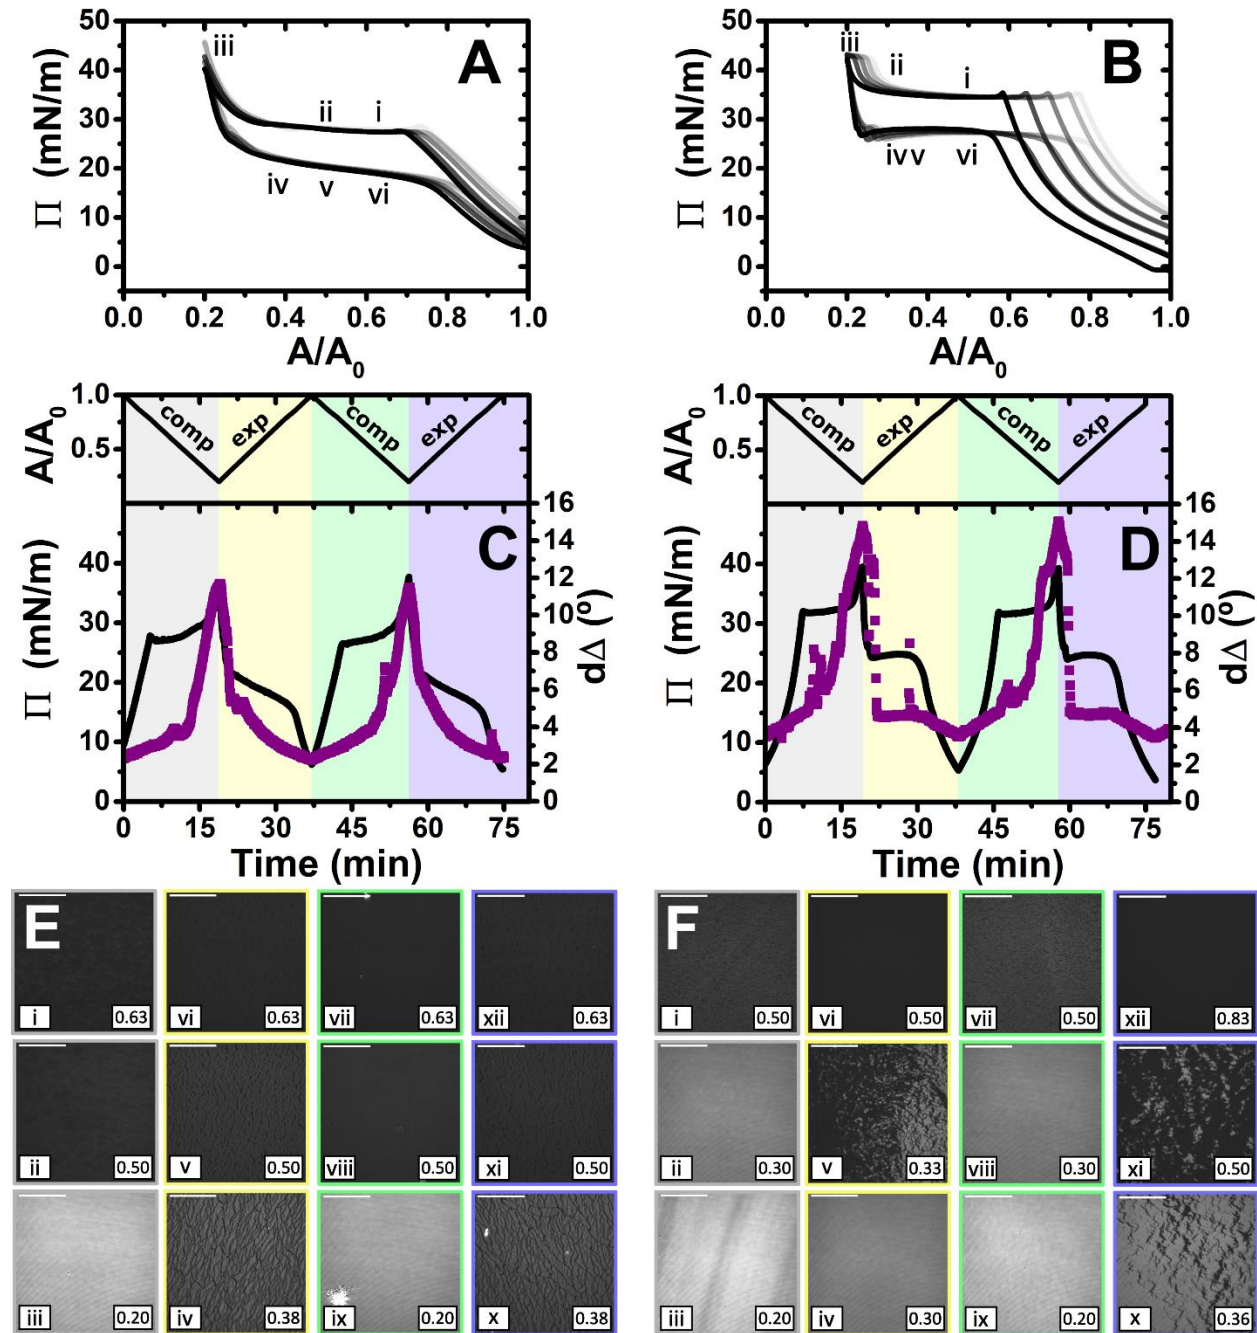 A
iii
ii
i
iv
v
vi
Π (mN/m)
50
40
30
20
10
0
0.0 0.2 0.4 0.6 0.8 1.0
A/A0
B
iii
ii
i
iv v
vi
Π (mN/m)
50
40
30
20
10
0
0.0 0.2 0.4 0.6 0.8 1.0
A/A0
A/A0
1.0
0.5
comp
exp
comp
exp
C
Π (mN/m)
40
30
20
10
0
16
14
12
10
8
6
4
2
0
dΔ (º)
0 15 30 45 60 75
Time (min)
A/A0
1.0
0.5
comp
exp
comp
exp
D
Π (mN/m)
40
30
20
10
0
16
14
12
10
8
6
4
2
0
dΔ (º)
0 15 30 45 60 75
Time (min)
E
i 0.63
vi 0.63
vii 0.63
xii 0.63
ii 0.50
v 0.50
viii 0.50
xi 0.50
iii 0.20
iv 0.38
ix 0.20
x 0.38
F
i 0.50
vi 0.50
vii 0.50
xii 0.83
ii 0.30
v 0.33
viii 0.30
xi 0.50
iii 0.20
iv 0.30
ix 0.20
x 0.36